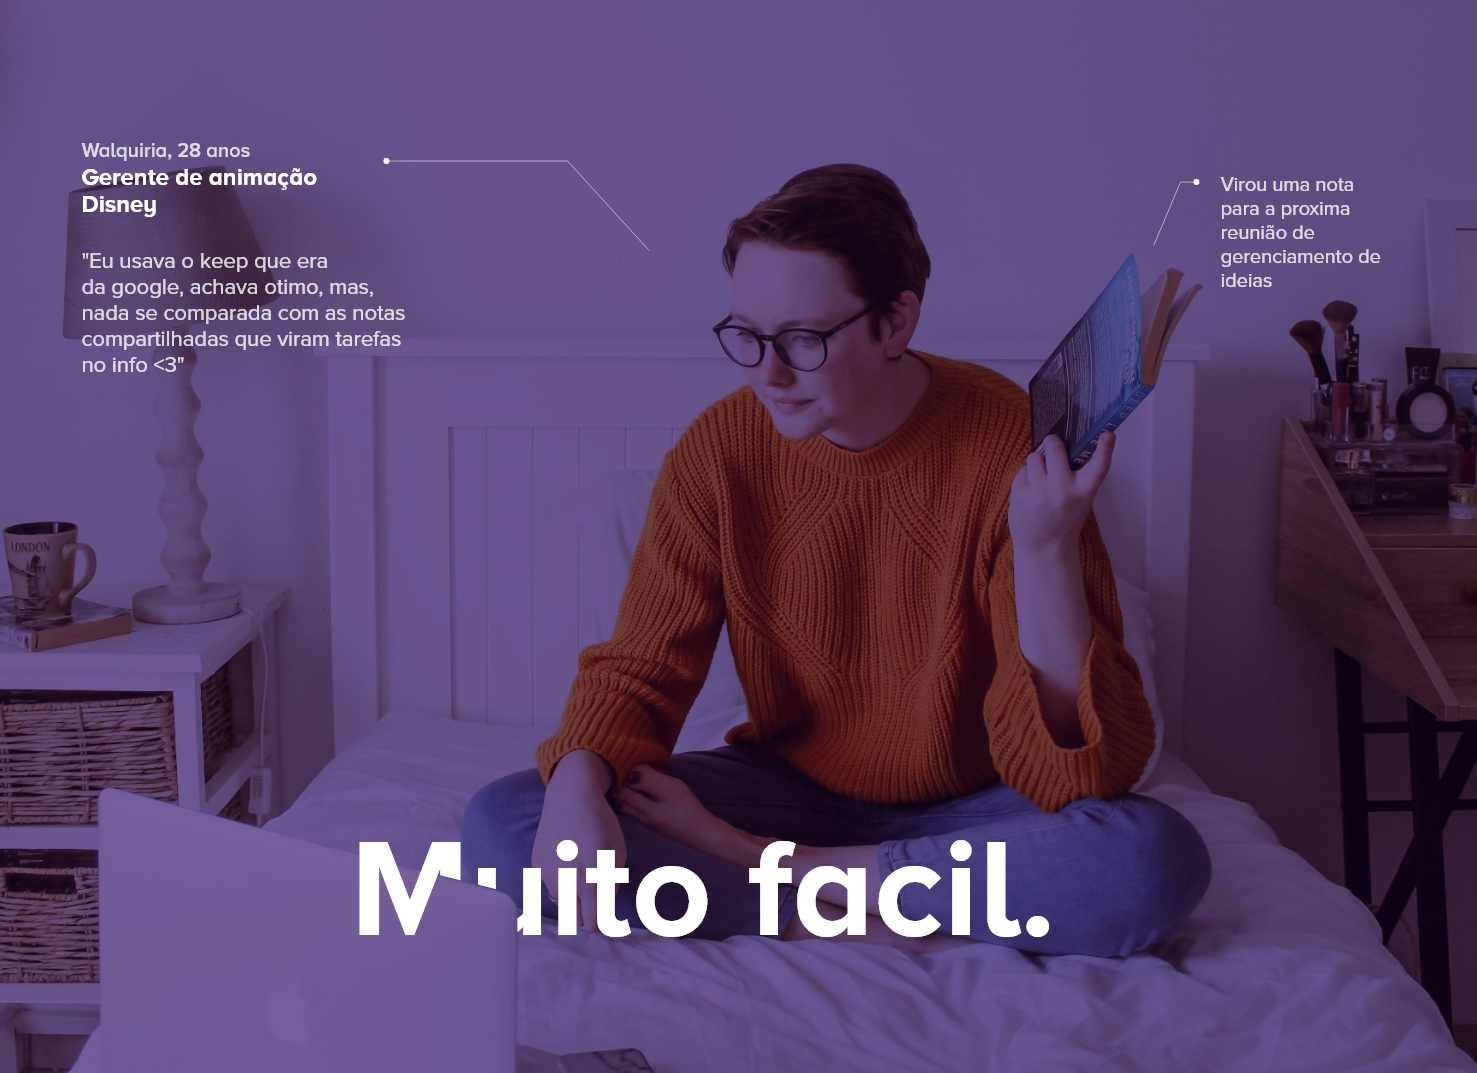 Walquiria, 28 anos
Gerente de animação
Disney
"Eu usava o keep que era
da google, achava otimo, mas,
nada se comparada com as notas
compartilhadas que viram tarefas
no info <3"
Virou uma nota
para a proxima
reunião de
gerenciamento de
ideias
LONDON
Muito facil.